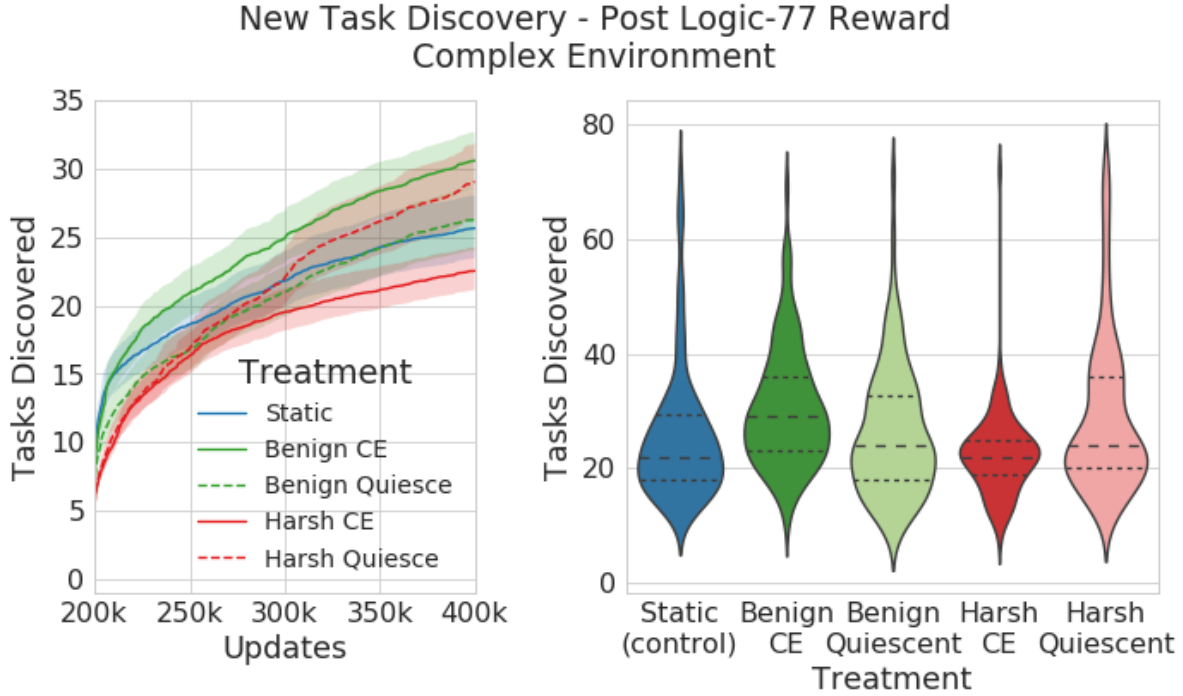 New Task Discovery - Post Logic-77 Reward
Complex Environment
Tasks Discovered
35
30
25
20
15
10
5
0
200k 250k 300k 350k 400k
Updates
Treatment
Static
Benign CE
Benign Quiesce
Harsh CE
Harsh Quiesce
Tasks Discovered
80
60
40
20
0
Static Benign Benign Harsh Harsh
(control) CE Quiescent CE Quiescent
Treatment